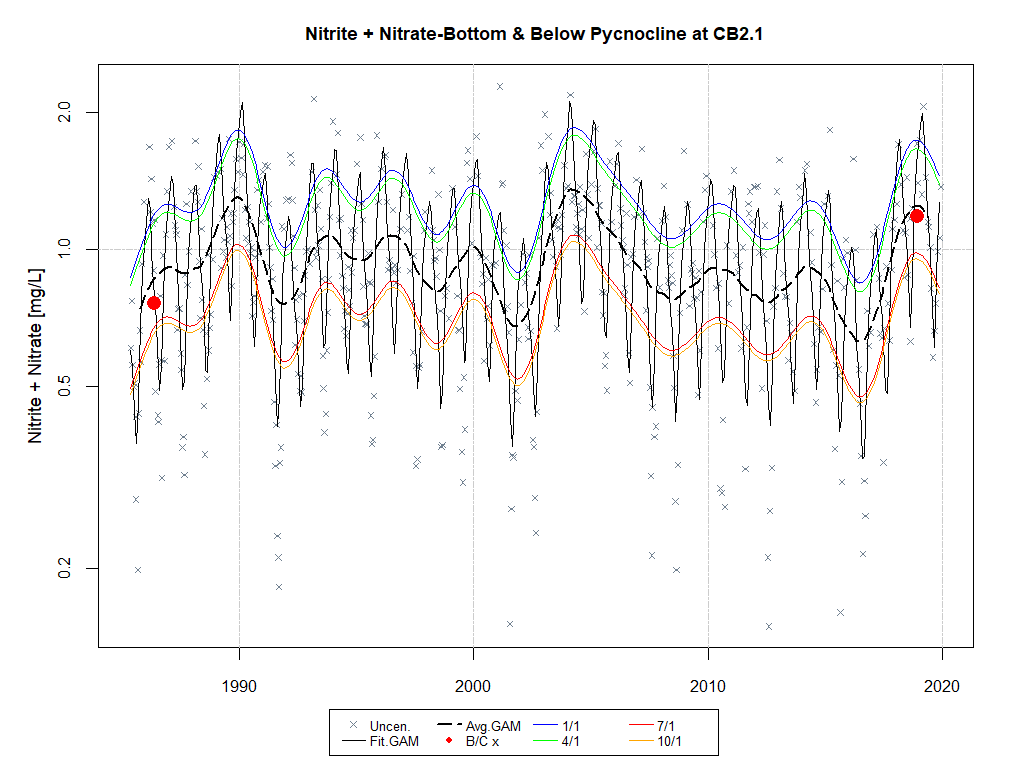 Nitrite + Nitrate-Bottom & Below Pycnocline at CB2.1
Nitrite + Nitrate [mg/L]
2.0
1.0
0.5
0.2
1990 2000 2010 2020
Uncen. Avg.GAM 1/1 7/1
Fit.GAM B/C x 4/1 10/1